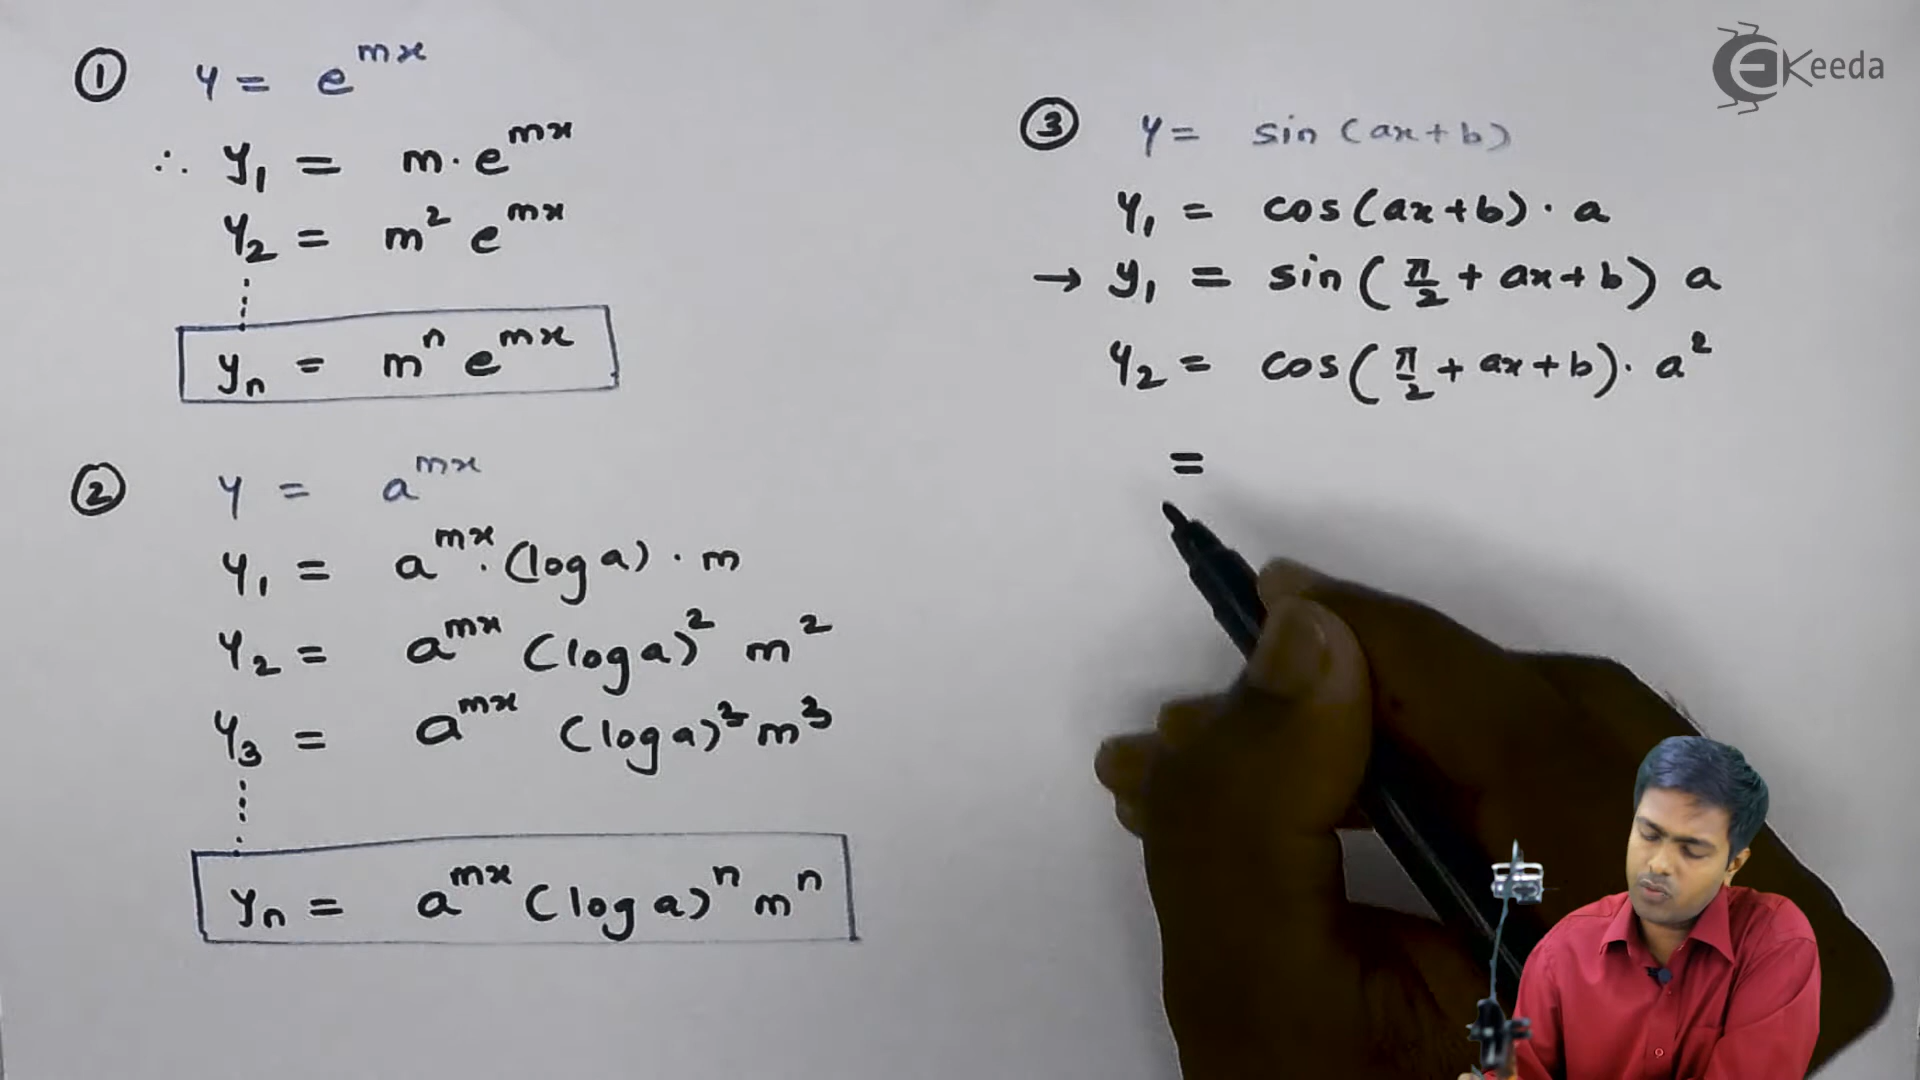 ① y = e^{mx}
∴ y₁ = m · e^{mx}
y₂ = m² e^{mx}
yₙ = mⁿ e^{mx}
② y = a^{mx}
y₁ = a^{mx} · (log a) · m
y₂ = a^{mx} (log a)² m²
y₃ = a^{mx} (log a)³ m³
yₙ = a^{mx} (log a)ⁿ mⁿ
Keeda
③ y = sin (ax+b)
y₁ = cos (ax+b) · a
→ y₁ = sin ( π/2 + ax+b ) a
y₂ = cos ( π/2 + ax+b ) · a²
=